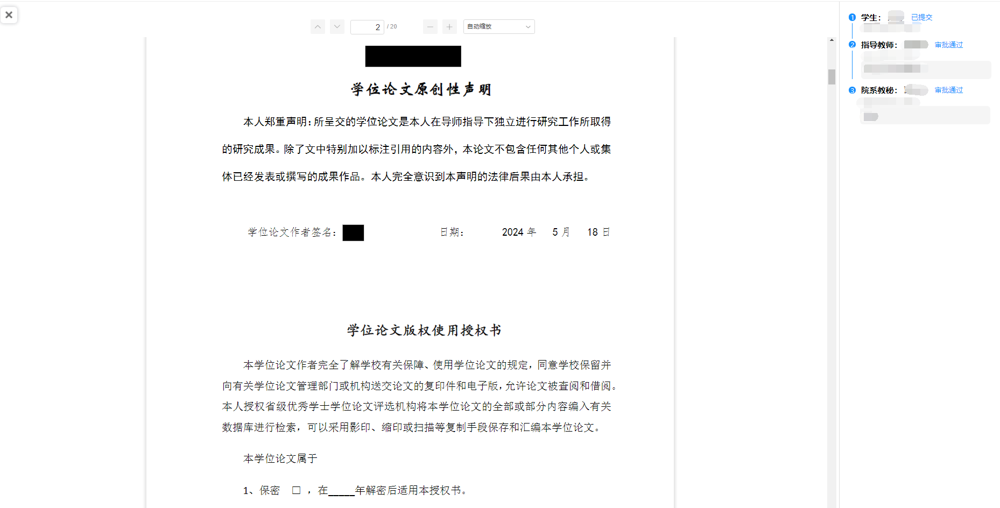 2 / 20
自动缩放
学位论文原创性声明
本人郑重声明：所呈交的学位论文是本人在导师指导下独立进行研究工作所取得
的研究成果。除了文中特别加以标注引用的内容外，本论文不包含任何其他个人或集
体已经发表或撰写的成果作品。本人完全意识到本声明的法律后果由本人承担。
学位论文作者签名： 日期： 2024 年 5 月 18 日
学位论文版权使用授权书
本学位论文作者完全了解学校有关保障、使用学位论文的规定，同意学校保留并
向有关学位论文管理部门或机构送交论文的复印件和电子版，允许论文被查阅和借阅。
本人授权省级优秀学士学位论文评选机构将本学位论文的全部或部分内容编入有关
数据库进行检索，可以采用影印、缩印或扫描等复制手段保存和汇编本学位论文。
本学位论文属于
1、保密 □ ，在_____年解密后适用本授权书。
1 学生： 已提交
2 指导教师： 审批通过
3 院系教秘： 审批通过